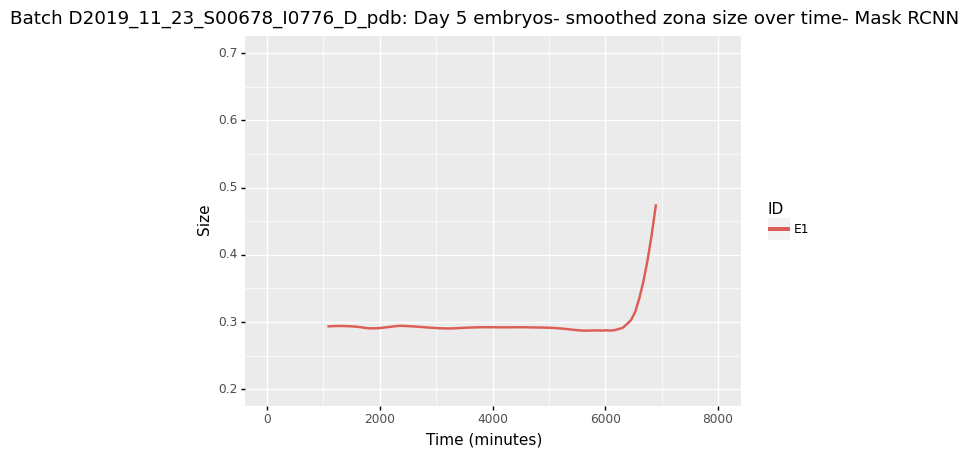 Batch D2019_11_23_S00678_I0776_D_pdb: Day 5 embryos- smoothed zona size over time- Mask RCNN
0.7
0.6
0.5
0.4
0.3
0.2
Size
0 2000 4000 6000 8000
Time (minutes)
ID
E1